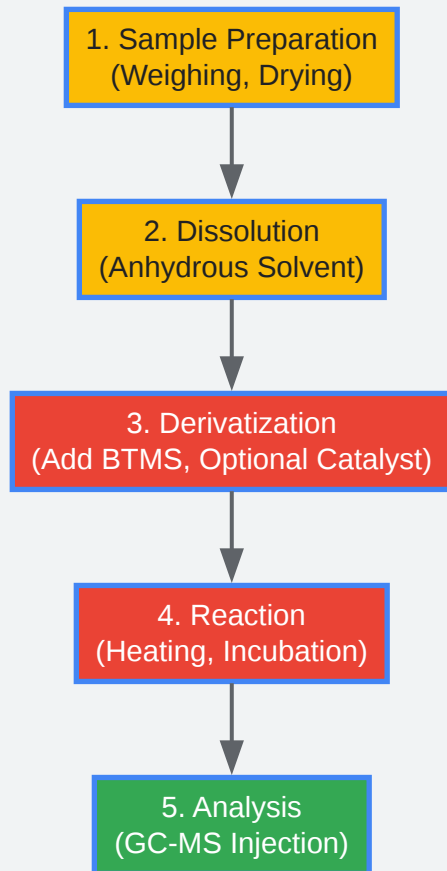 1. Sample Preparation
(Weighing, Drying)
2. Dissolution
(Anhydrous Solvent)
3. Derivatization
(Add BTMS, Optional Catalyst)
4. Reaction
(Heating, Incubation)
5. Analysis
(GC-MS Injection)